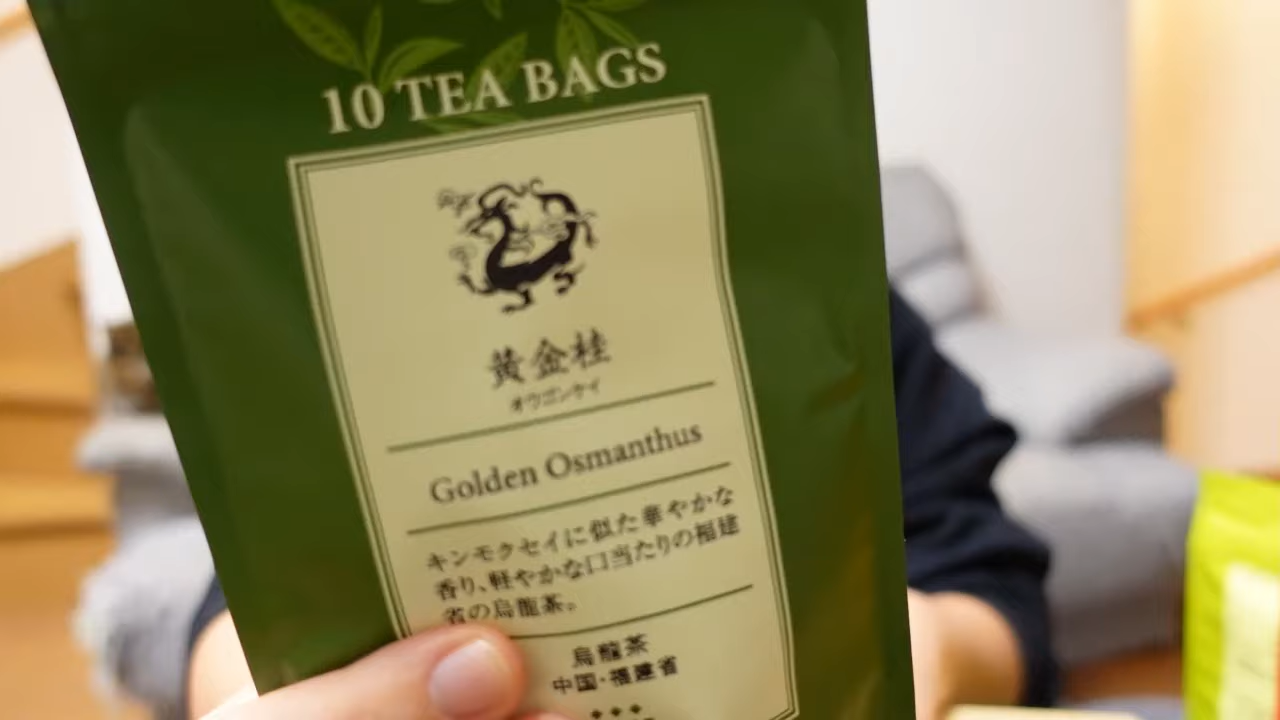 10 TEA BAGS
黄金桂
オウゴンケイ
Golden Osmanthus
キンモクセイに似た華やかな
香り、軽やかな口当たりの福建
省の烏龍茶。
烏龍茶
中国・福建省